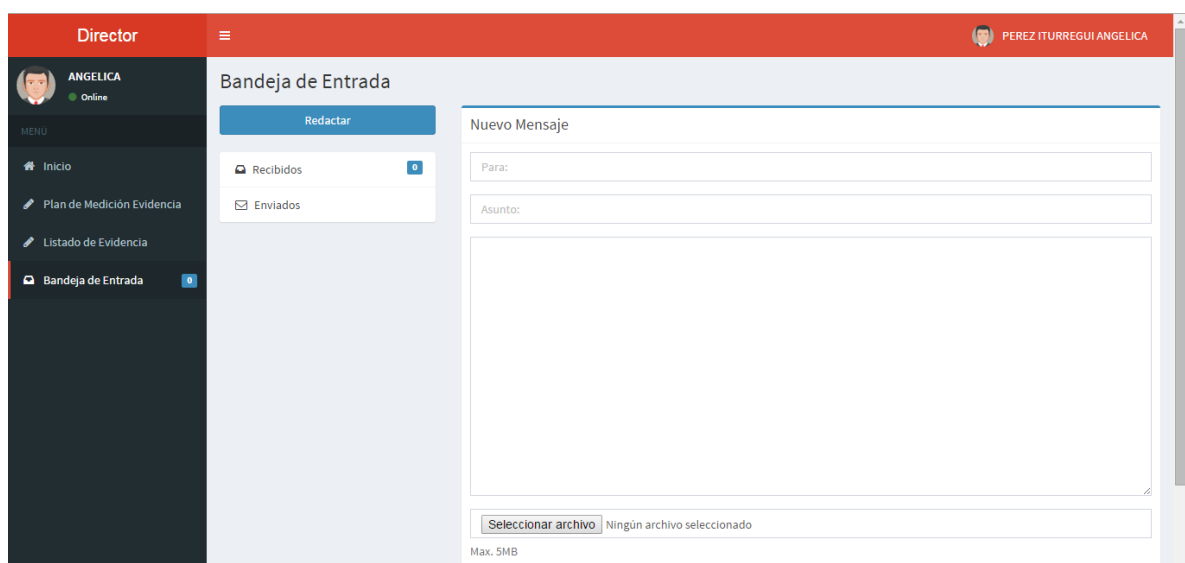 Director
PEREZ ITURREGUI ANGELICA
ANGELICA
Online
MENÚ
Inicio
Plan de Medición Evidencia
Listado de Evidencia
Bandeja de Entrada 0
Bandeja de Entrada
Redactar
Recibidos 0
Enviados
Nuevo Mensaje
Para:
Asunto:
Seleccionar archivo Ningún archivo seleccionado
Max. 5MB